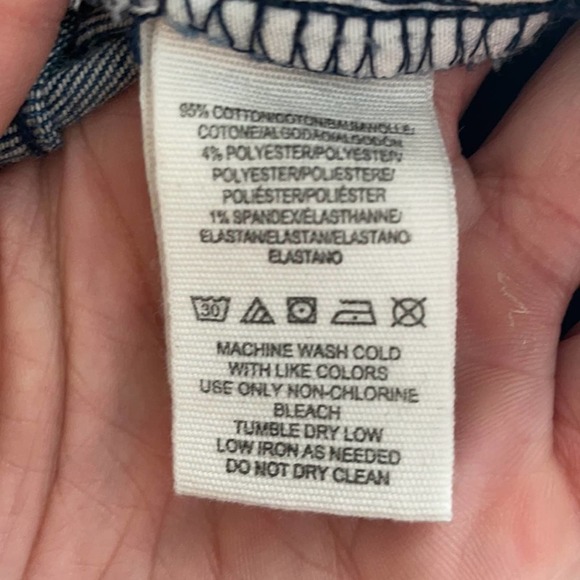 95% COTTON/COTON/BAUMWOLLE/
COTONE/ALGODÃO/ALGODÓN
4% POLYESTER/POLYESTER/
POLYESTER/POLIESTERE/
POLIÉSTER/POLIÉSTER
1% SPANDEX/ÉLASTHANNE/
ELASTAN/ELASTAN/ELASTANO
ELASTANO
30
MACHINE WASH COLD
WITH LIKE COLORS
USE ONLY NON-CHLORINE
BLEACH
TUMBLE DRY LOW
LOW IRON AS NEEDED
DO NOT DRY CLEAN